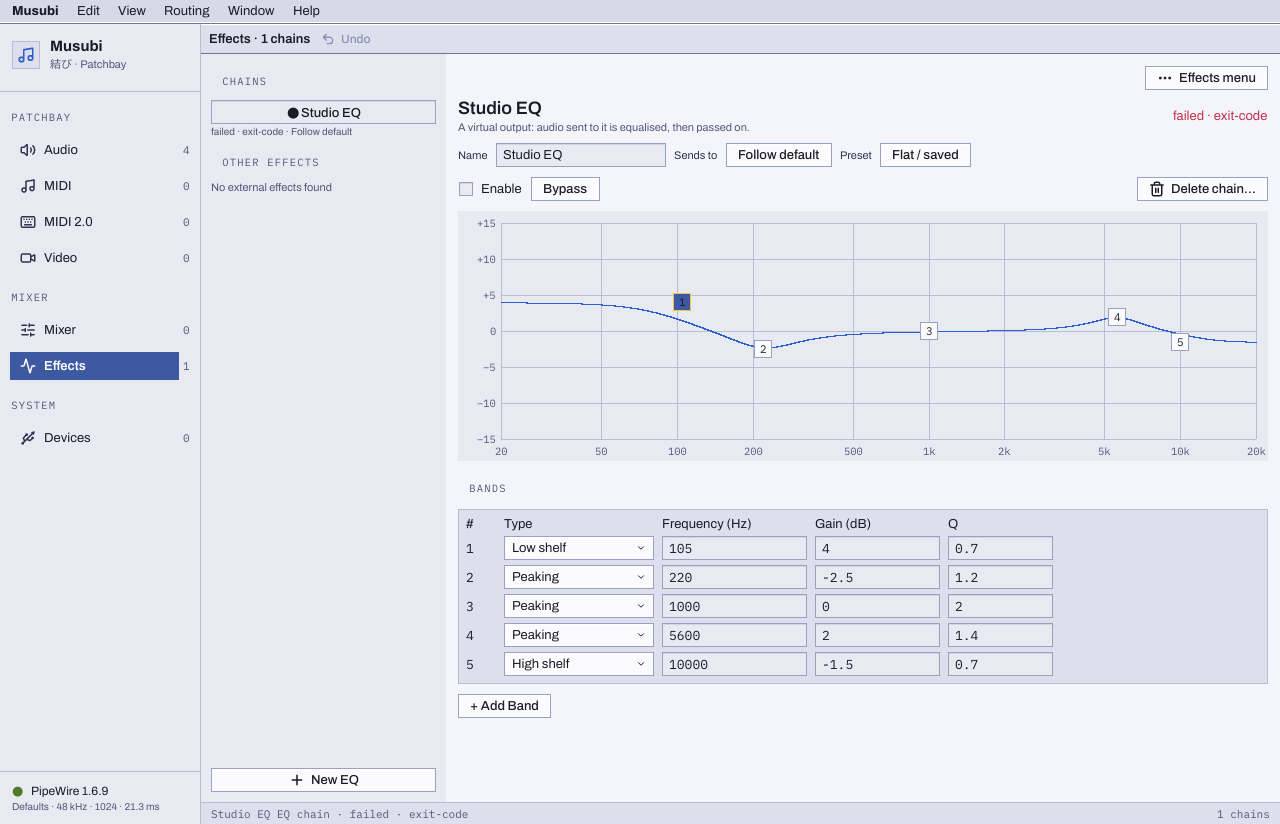 Musubi Edit View Routing Window Help
Musubi
結び · Patchbay
Effects · 1 chains Undo
PATCHBAY
Audio 4
MIDI 0
MIDI 2.0 0
Video 0
MIXER
Mixer 0
Effects 1
SYSTEM
Devices 0
PipeWire 1.6.9
Defaults · 48 kHz · 1024 · 21.3 ms
CHAINS
Studio EQ
failed · exit-code · Follow default
OTHER EFFECTS
No external effects found
New EQ
Effects menu
Studio EQ
failed · exit-code
A virtual output: audio sent to it is equalised, then passed on.
Name Studio EQ Sends to Follow default Preset Flat / saved
Enable Bypass Delete chain...
+15
+10
+5
0
−5
−10
−15
1
2
3
4
5
20 50 100 200 500 1k 2k 5k 10k 20k
BANDS
# Type Frequency (Hz) Gain (dB) Q
1 Low shelf 105 4 0.7
2 Peaking 220 -2.5 1.2
3 Peaking 1000 0 2
4 Peaking 5600 2 1.4
5 High shelf 10000 -1.5 0.7
+ Add Band
Studio EQ EQ chain · failed · exit-code 1 chains